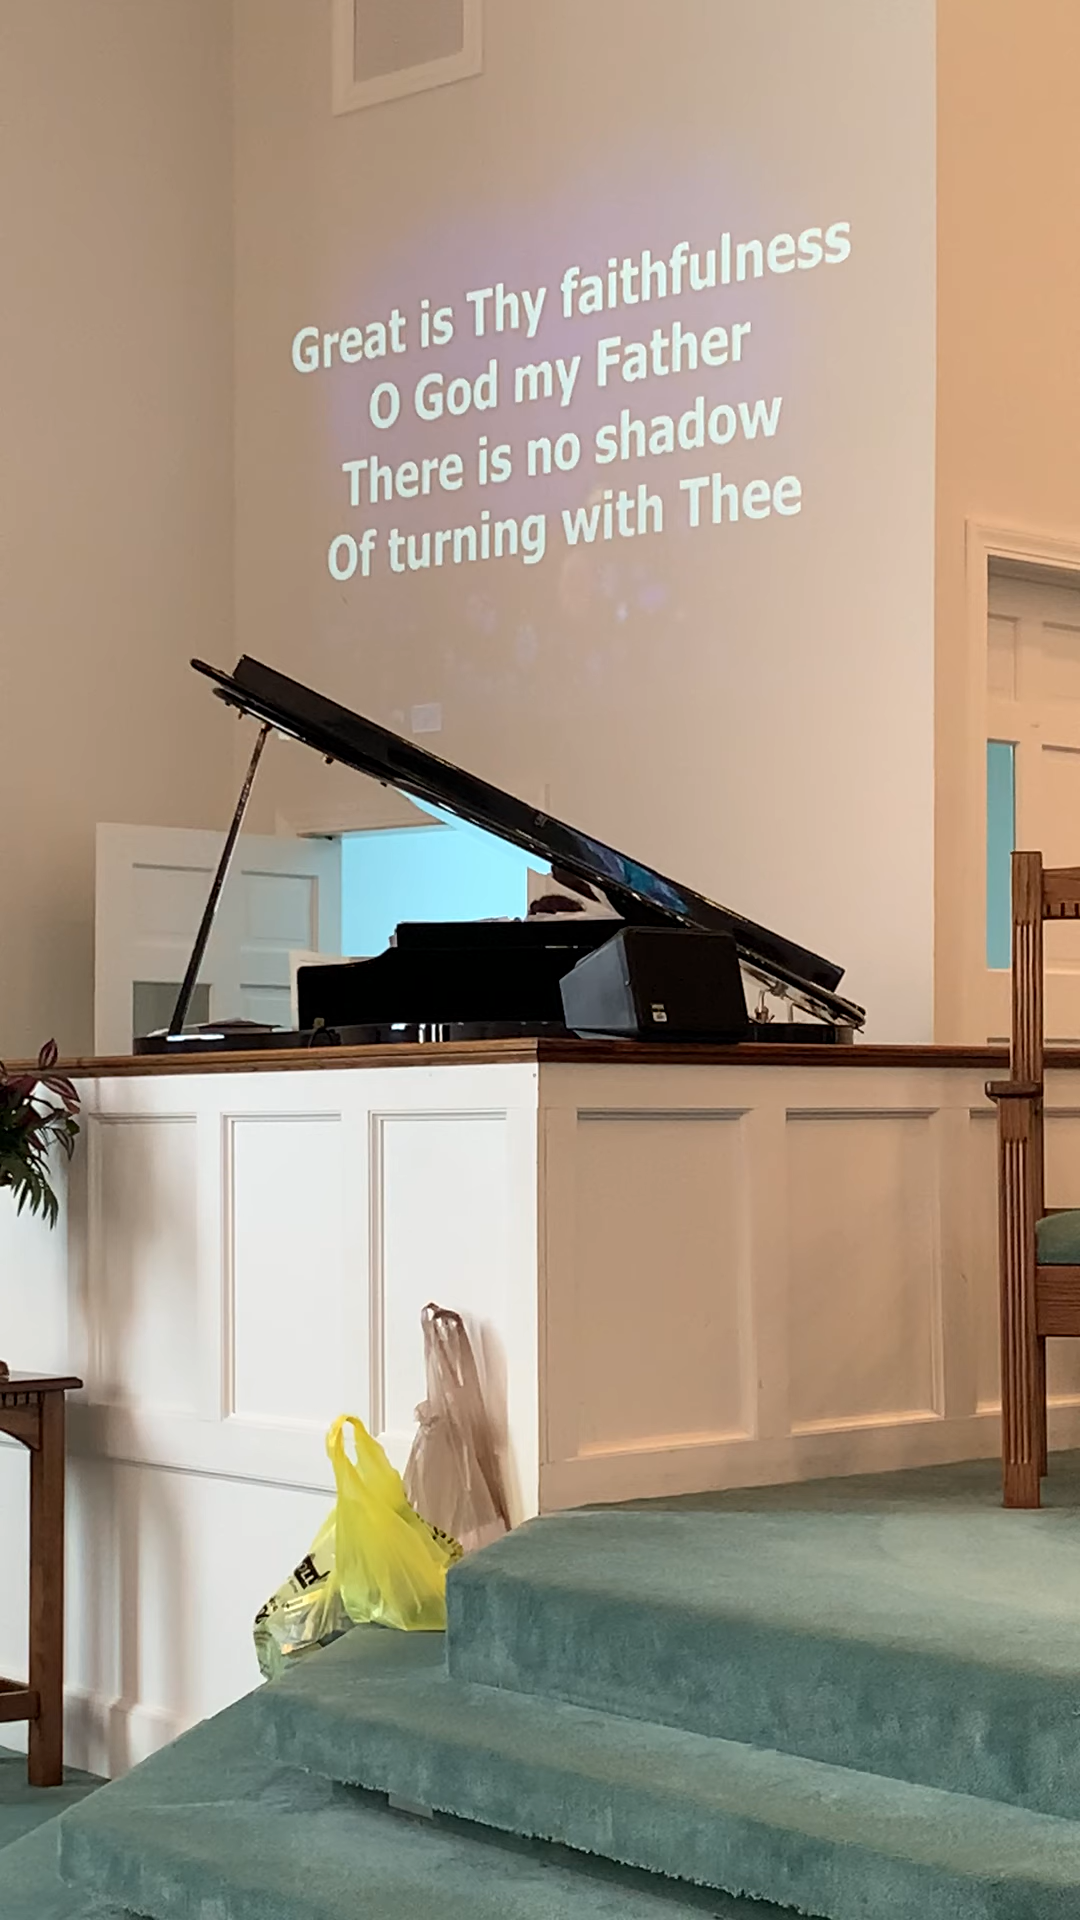 Great is Thy faithfulness
O God my Father
There is no shadow
Of turning with Thee